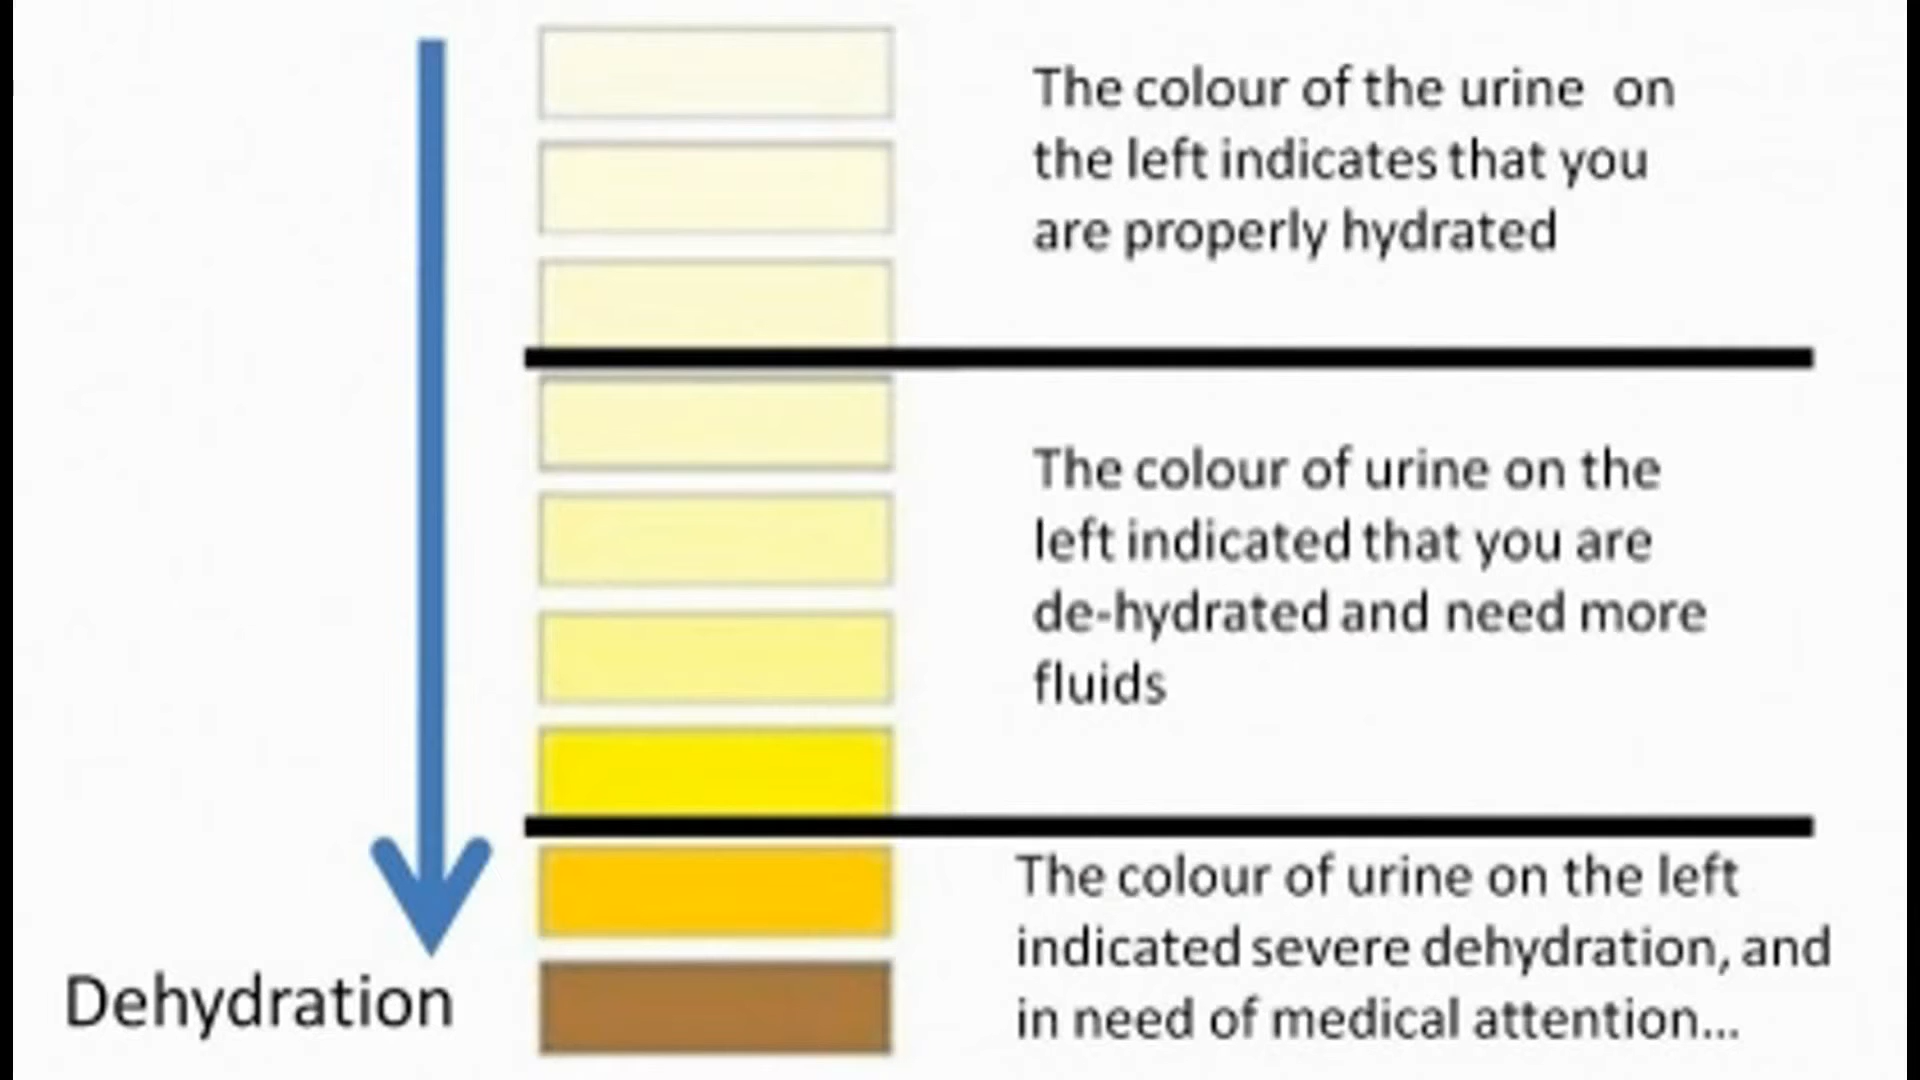 The colour of the urine on
the left indicates that you
are properly hydrated
The colour of urine on the
left indicated that you are
de-hydrated and need more
fluids
The colour of urine on the left
indicated severe dehydration, and
in need of medical attention...
Dehydration